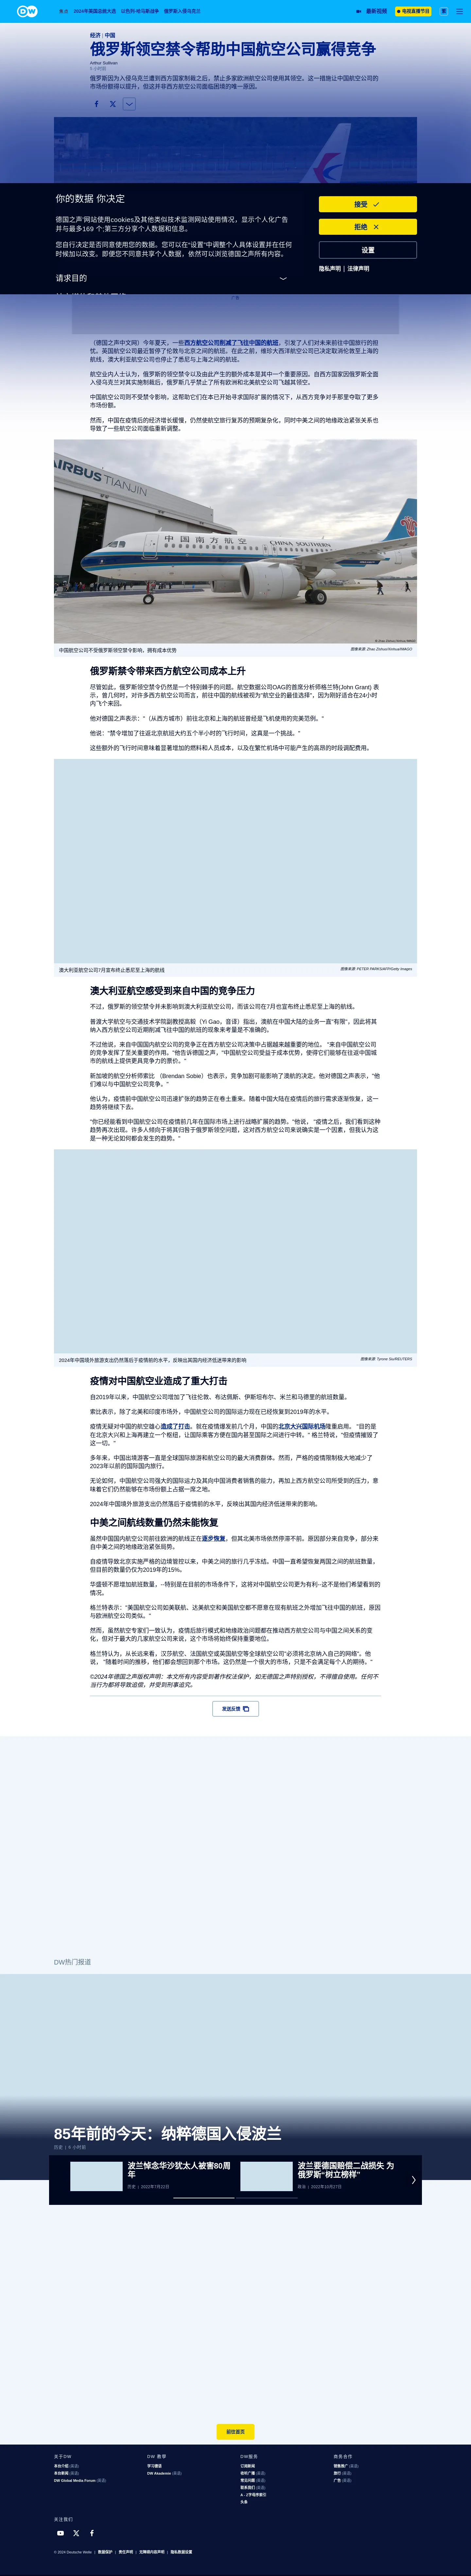 DW
焦点
2024年美国总统大选
以色列-哈马斯战争
俄罗斯入侵乌克兰
最新视频
电视直播节目
繁
经济 | 中国
俄罗斯领空禁令帮助中国航空公司赢得竞争
Arthur Sullivan
5 小时前
俄罗斯因为入侵乌克兰遭到西方国家制裁之后，禁止多家欧洲航空公司使用其领空。这一措施让中国航空公司的
市场份额得以提升，但这并非西方航空公司面临困境的唯一原因。
你的数据 你决定
德国之声'网站使用cookies及其他类似技术监测网站使用情况，显示个人化广告
并与最多169 个;第三方分享个人数据和信息。
您自行决定是否同意使用您的数据。您可以在"设置"中调整个人具体设置并在任何
时候加以改变。即便您不同意共享个人数据，依然可以浏览德国之声所有内容。
请求目的
接受
拒绝
设置
隐私声明 | 法律声明
广告
（德国之声中文网）今年夏天，一些西方航空公司削减了飞往中国的航班，引发了人们对未来前往中国旅行的担
忧。英国航空公司最近暂停了伦敦与北京之间的航班。在此之前，维珍大西洋航空公司已决定取消伦敦至上海的
航线，澳大利亚航空公司也停止了悉尼与上海之间的航班。
航空业内人士认为，俄罗斯的领空禁令以及由此产生的额外成本是其中一个重要原因。自西方国家因俄罗斯全面
入侵乌克兰对其实施制裁后，俄罗斯几乎禁止了所有欧洲和北美航空公司飞越其领空。
中国航空公司则不受禁令影响，这帮助它们在本已开始寻求国际扩展的情况下，从西方竞争对手那里夺取了更多
市场份额。
然而，中国在疫情后的经济增长缓慢，仍然使航空旅行复苏的预期复杂化，同时中美之间的地缘政治紧张关系也
导致了一些航空公司面临重新调整。
AIRBUS
TIANJIN
中国南方航空
CHINA SOUTHERN
中国航空公司不受俄罗斯领空禁令影响，拥有成本优势
图像来源: Zhao Zishuo/Xinhua/IMAGO
俄罗斯禁令带来西方航空公司成本上升
尽管如此，俄罗斯领空禁令仍然是一个特别棘手的问题。航空数据公司OAG的首席分析师格兰特(John Grant) 表
示，曾几何时，对许多西方航空公司而言，前往中国的航线被视为"航空业的最佳选择"，因为刚好适合在24小时
内飞个来回。
他对德国之声表示："（从西方城市）前往北京和上海的航班曾经是飞机使用的完美范例。"
他说："禁令增加了往返北京航班大约五个半小时的飞行时间，这真是一个挑战。"
这些额外的飞行时间意味着显著增加的燃料和人员成本，以及在繁忙机场中可能产生的高昂的时段调配费用。
澳大利亚航空公司7月宣布终止悉尼至上海的航线
图像来源: PETER PARKS/AFP/Getty Images
澳大利亚航空感受到来自中国的竞争压力
不过，俄罗斯的领空禁令并未影响到澳大利亚航空公司，而该公司在7月也宣布终止悉尼至上海的航线。
普渡大学航空与交通技术学院副教授高毅（Yi Gao，音译）指出，澳航在中国大陆的业务一直"有限"，因此将其
纳入西方航空公司近期削减飞往中国的航班的现象来考量是不准确的。
不过他说，来自中国国内航空公司的竞争正在西方航空公司决策中占据越来越重要的地位。 "来自中国航空公司
的竞争发挥了至关重要的作用。"他告诉德国之声，"中国航空公司受益于成本优势，使得它们能够在往返中国城
市的航线上提供更具竞争力的票价。"
新加坡的航空分析师索比 （Brendan Sobie）也表示，竞争加剧可能影响了澳航的决定。他对德国之声表示，"他
们难以与中国航空公司竞争。"
他认为，疫情前中国航空公司迅速扩张的趋势正在卷土重来。随着中国大陆在疫情后的旅行需求逐渐恢复，这一
趋势将继续下去。
"你已经能看到中国航空公司在疫情前几年在国际市场上进行战略扩展的趋势。"他说， "疫情之后，我们看到这种
趋势再次出现。许多人倾向于将其归咎于俄罗斯领空问题，这对西方航空公司来说确实是一个因素，但我认为这
是一种无论如何都会发生的趋势。"
2024年中国境外旅游支出仍然落后于疫情前的水平，反映出其国内经济低迷带来的影响
图像来源: Tyrone Siu/REUTERS
疫情对中国航空业造成了重大打击
自2019年以来，中国航空公司增加了飞往伦敦、布达佩斯、伊斯坦布尔、米兰和马德里的航班数量。
索比表示，除了北美和印度市场外，中国航空公司的国际运力现在已经恢复到2019年的水平。
疫情无疑对中国的航空雄心造成了打击。就在疫情爆发前几个月，中国的北京大兴国际机场隆重启用。 "目的是
在北京大兴和上海再建立一个枢纽，让国际乘客方便在国内甚至国际之间进行中转。" 格兰特说，"但疫情摧毁了
这一切。"
多年来，中国出境游客一直是全球国际旅游和航空公司的最大消费群体。然而，严格的疫情限制极大地减少了
2023年以前的国际国内旅行。
无论如何，中国航空公司强大的国际运力及其向中国消费者销售的能力，再加上西方航空公司所受到的压力，意
味着它们仍然能够在市场份额上占据一席之地。
2024年中国境外旅游支出仍然落后于疫情前的水平，反映出其国内经济低迷带来的影响。
中美之间航线数量仍然未能恢复
虽然中国国内航空公司前往欧洲的航线正在逐步恢复，但其北美市场依然停滞不前。原因部分来自竞争，部分来
自中美之间的地缘政治紧张局势。
自疫情导致北京实施严格的边境管控以来，中美之间的旅行几乎冻结。中国一直希望恢复两国之间的航班数量，
但目前的数量仅为2019年的15%。
华盛顿不愿增加航班数量，--特别是在目前的市场条件下，这将对中国航空公司更为有利--这不是他们希望看到的
情况。
格兰特表示："美国航空公司如美联航、达美航空和美国航空都不愿意在现有航班之外增加飞往中国的航班，原因
与欧洲航空公司类似。"
然而，虽然航空专家们一致认为，疫情后旅行模式和地缘政治问题都在推动西方航空公司与中国之间关系的变
化，但对于最大的几家航空公司来说，这个市场将始终保持重要地位。
格兰特认为，从长远来看，汉莎航空、法国航空或英国航空等全球航空公司"必须将北京纳入自己的网络"。他
说， "随着时间的推移，他们都会想回到那个市场，这仍然是一个很大的市场，只是不会满足每个人的期待。"
©2024年德国之声版权声明：本文所有内容受到著作权法保护，如无德国之声特别授权，不得擅自使用。任何不
当行为都将导致追偿，并受到刑事追究。
发送反馈
DW热门报道
85年前的今天：纳粹德国入侵波兰
历史 | 6 小时前
波兰悼念华沙犹太人被害80周
年
历史 | 2022年7月22日
波兰要德国赔偿二战损失 为
俄罗斯"树立榜样"
政治 | 2022年10月27日
前往首页
关于DW
本台介绍 (英语)
本台新闻 (英语)
DW Global Media Forum (英语)
DW 教学
学习德语
DW Akademie (英语)
DW服务
订阅新闻
收听广播 (英语)
常见问题 (英语)
联系我们 (英语)
A - Z字母序索引
头条
商务合作
销售推广 (英语)
旅行 (英语)
广告 (英语)
关注我们
© 2024 Deutsche Welle | 数据保护 | 责任声明 | 无障碍内容声明 | 隐私数据设置